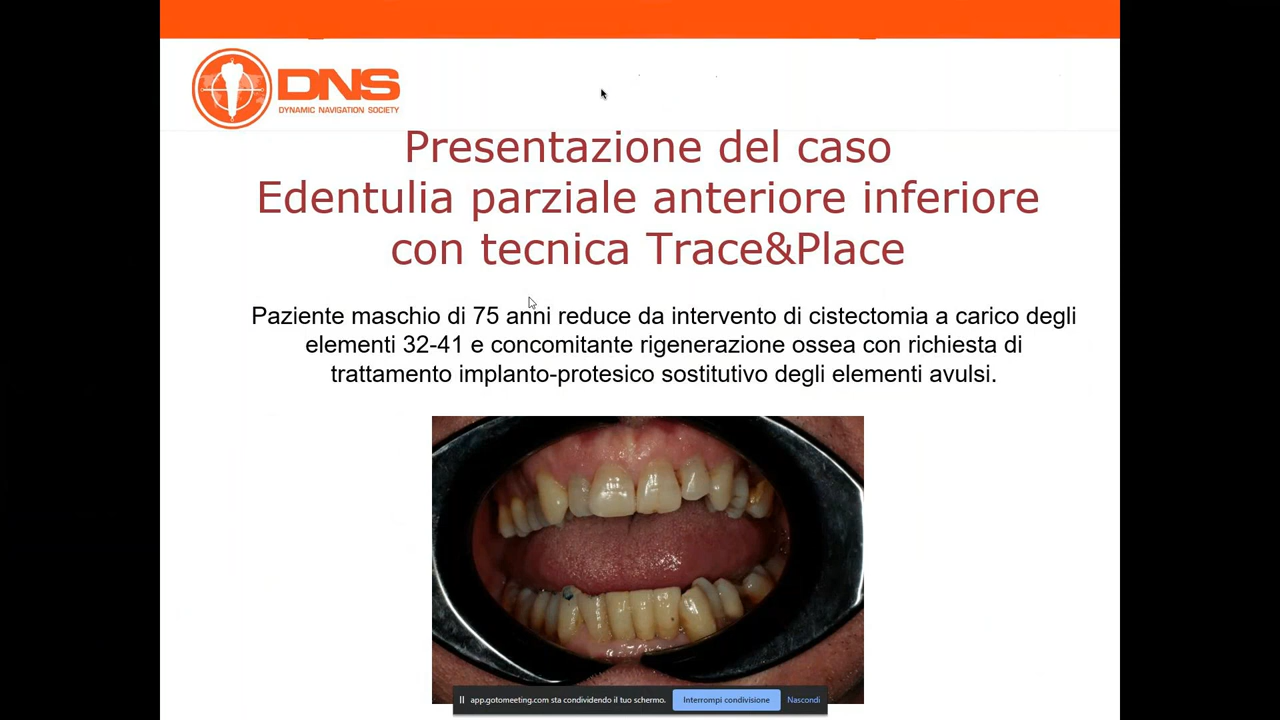 DNS
DYNAMIC NAVIGATION SOCIETY
Presentazione del caso
Edentulia parziale anteriore inferiore
con tecnica Trace&Place
Paziente maschio di 75 anni reduce da intervento di cistectomia a carico degli
elementi 32-41 e concomitante rigenerazione ossea con richiesta di
trattamento implanto-protesico sostitutivo degli elementi avulsi.
app.gotomeeting.com sta condividendo il tuo schermo. Interrompi condivisione Nascondi